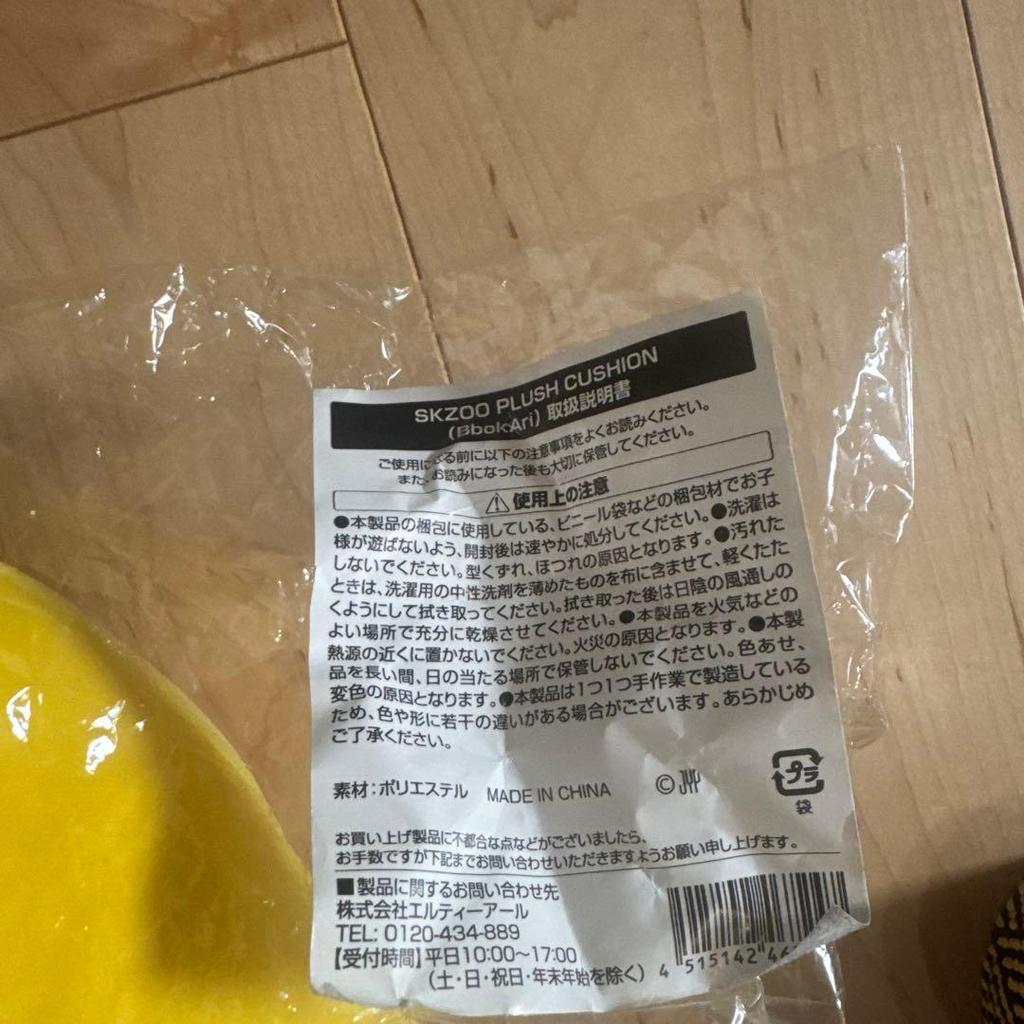 SKZOO PLUSH CUSHION
(BbokAri) 取扱説明書
ご使用になる前に以下の注意事項をよくお読みください。
また、お読みになった後も大切に保管してください。
⚠使用上の注意
●本製品の梱包に使用している、ビニール袋などの梱包材でお子
様が遊ばないよう、開封後は速やかに処分してください。●洗濯は
しないでください。型くずれ、ほつれの原因となります。●汚れた
ときは、洗濯用の中性洗剤を薄めたものを布に含ませて、軽くたた
くようにして拭き取ってください。拭き取った後は日陰の風通しの
よい場所で充分に乾燥させてください。●本製品を火気などの
熱源の近くに置かないでください。火災の原因となります。●本製
品を長い間、日の当たる場所で保管しないでください。色あせ、
変色の原因となります。●本製品は1つ1つ手作業で製造している
ため、色や形に若干の違いがある場合がございます。あらかじめ
ご了承ください。
素材：ポリエステル MADE IN CHINA ©JYP
プラ
袋
お買い上げ製品に不都合な点などがございましたら、
お手数ですが下記までお問い合わせいただきますようお願い申し上げます。
■製品に関するお問い合わせ先
株式会社エルティーアール
TEL: 0120-434-889
【受付時間】平日10:00〜17:00
（土・日・祝日・年末年始を除く）
4 515142 46